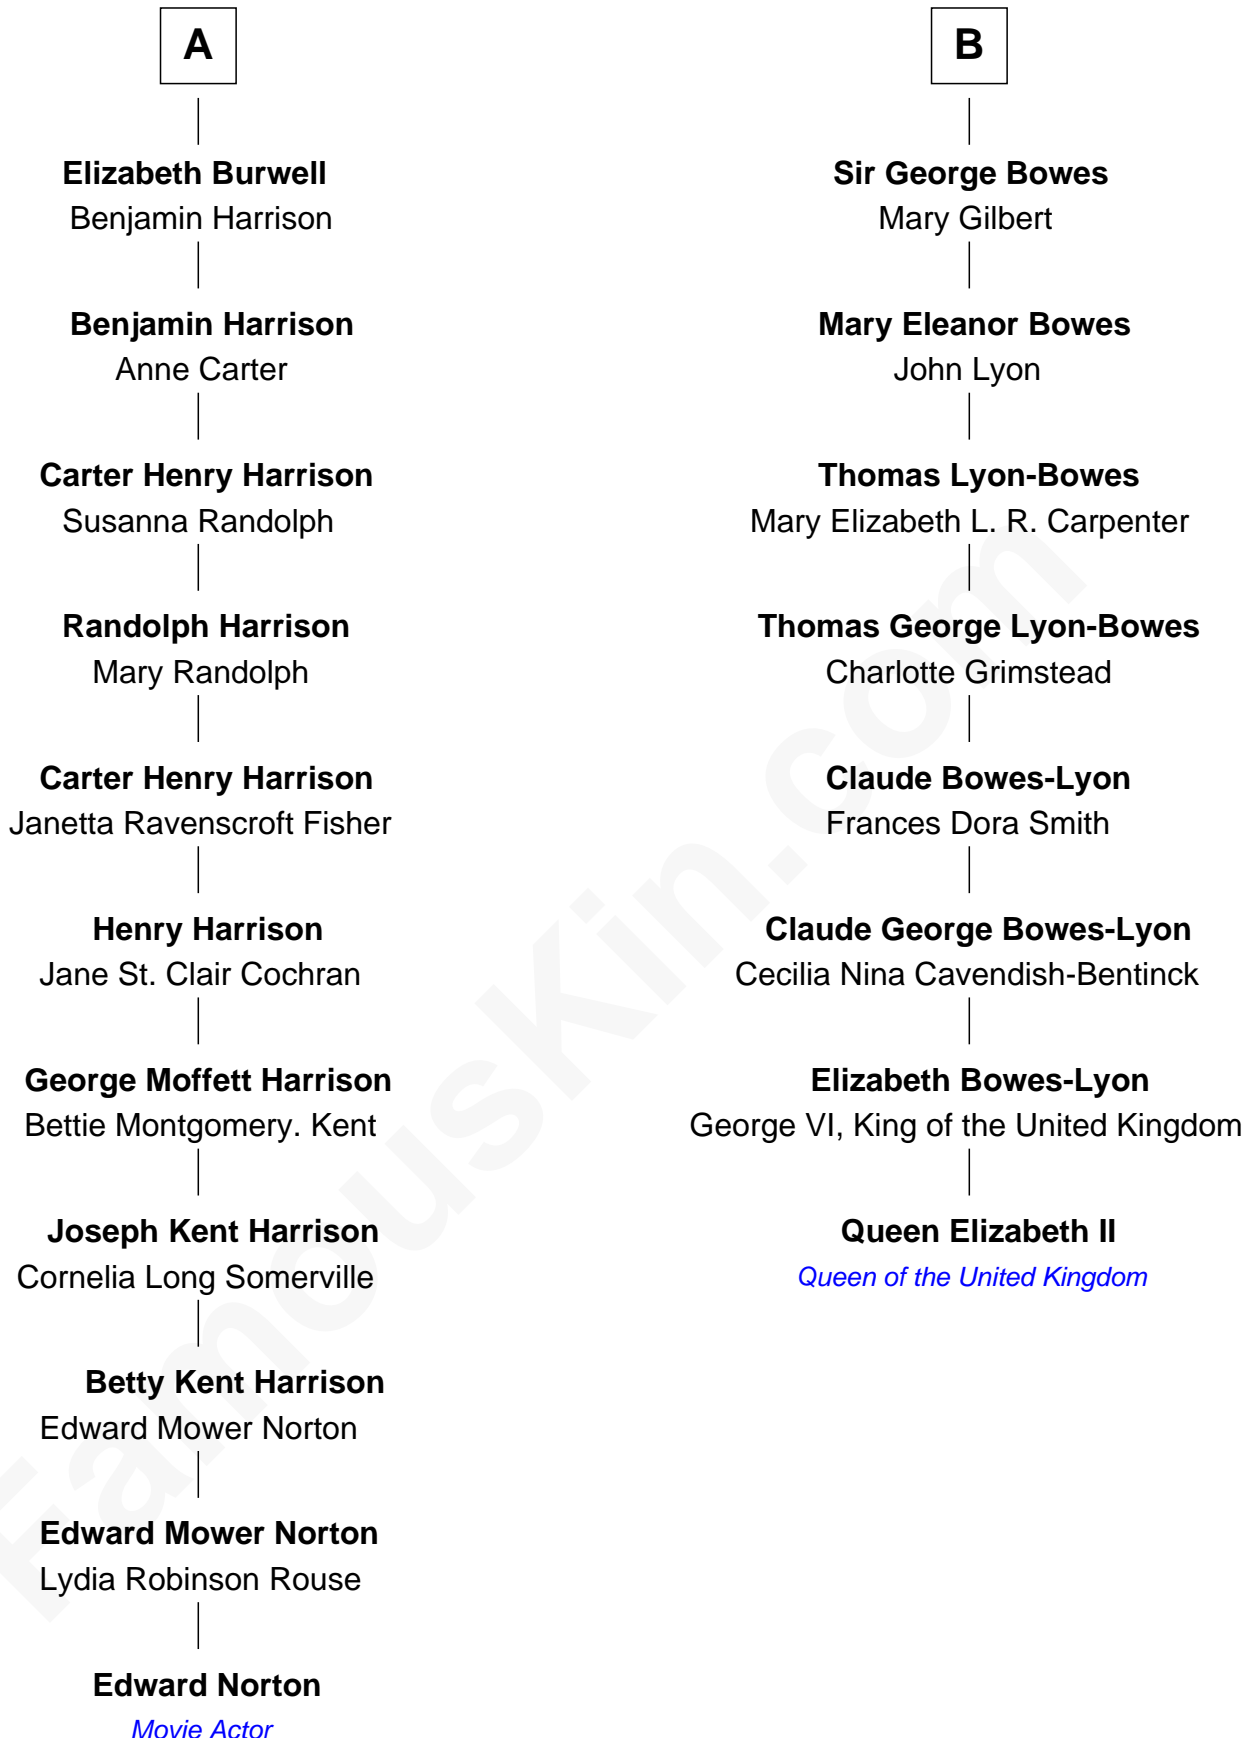 A
Elizabeth Burwell
Benjamin Harrison
Benjamin Harrison
Anne Carter
Carter Henry Harrison
Susanna Randolph
Randolph Harrison
Mary Randolph
Carter Henry Harrison
Janetta Ravenscroft Fisher
Henry Harrison
Jane St. Clair Cochran
George Moffett Harrison
Bettie Montgomery. Kent
Joseph Kent Harrison
Cornelia Long Somerville
Betty Kent Harrison
Edward Mower Norton
Edward Mower Norton
Lydia Robinson Rouse
Edward Norton
Movie Actor
B
Sir George Bowes
Mary Gilbert
Mary Eleanor Bowes
John Lyon
Thomas Lyon-Bowes
Mary Elizabeth L. R. Carpenter
Thomas George Lyon-Bowes
Charlotte Grimstead
Claude Bowes-Lyon
Frances Dora Smith
Claude George Bowes-Lyon
Cecilia Nina Cavendish-Bentinck
Elizabeth Bowes-Lyon
George VI, King of the United Kingdom
Queen Elizabeth II
Queen of the United Kingdom
FamousKin.com